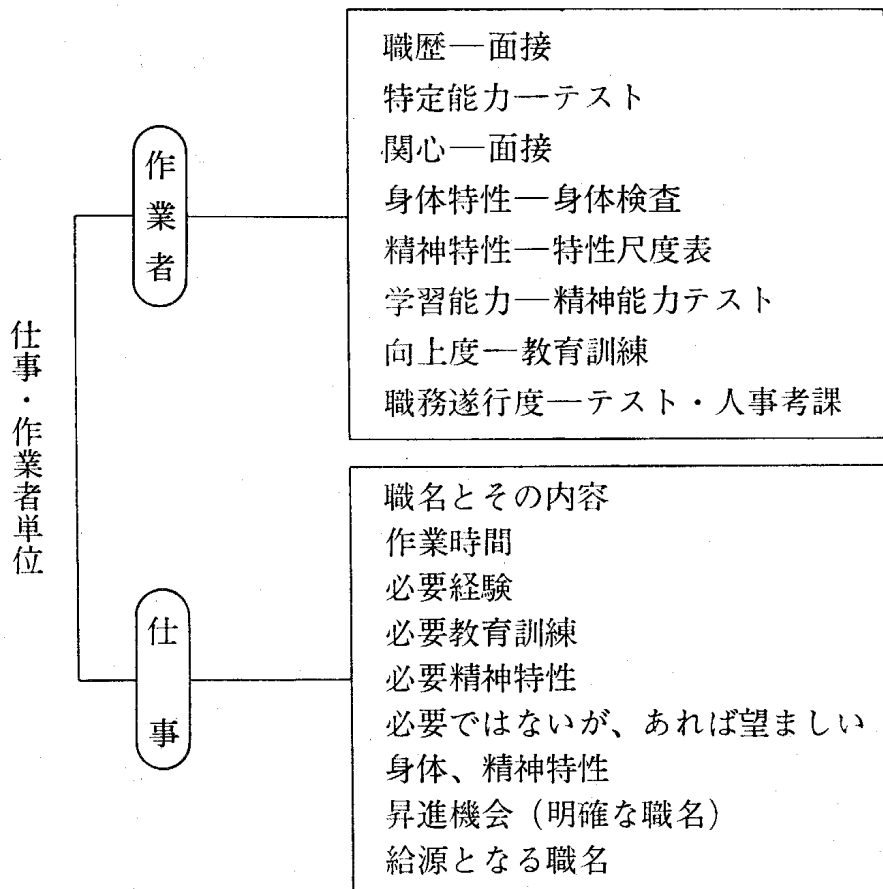 仕事・作業者単位
作業者
職歴―面接
特定能力―テスト
関心―面接
身体特性―身体検査
精神特性―特性尺度表
学習能力―精神能力テスト
向上度―教育訓練
職務遂行度―テスト・人事考課
仕事
職名とその内容
作業時間
必要経験
必要教育訓練
必要精神特性
必要ではないが、あれば望ましい
身体、精神特性
昇進機会（明確な職名）
給源となる職名